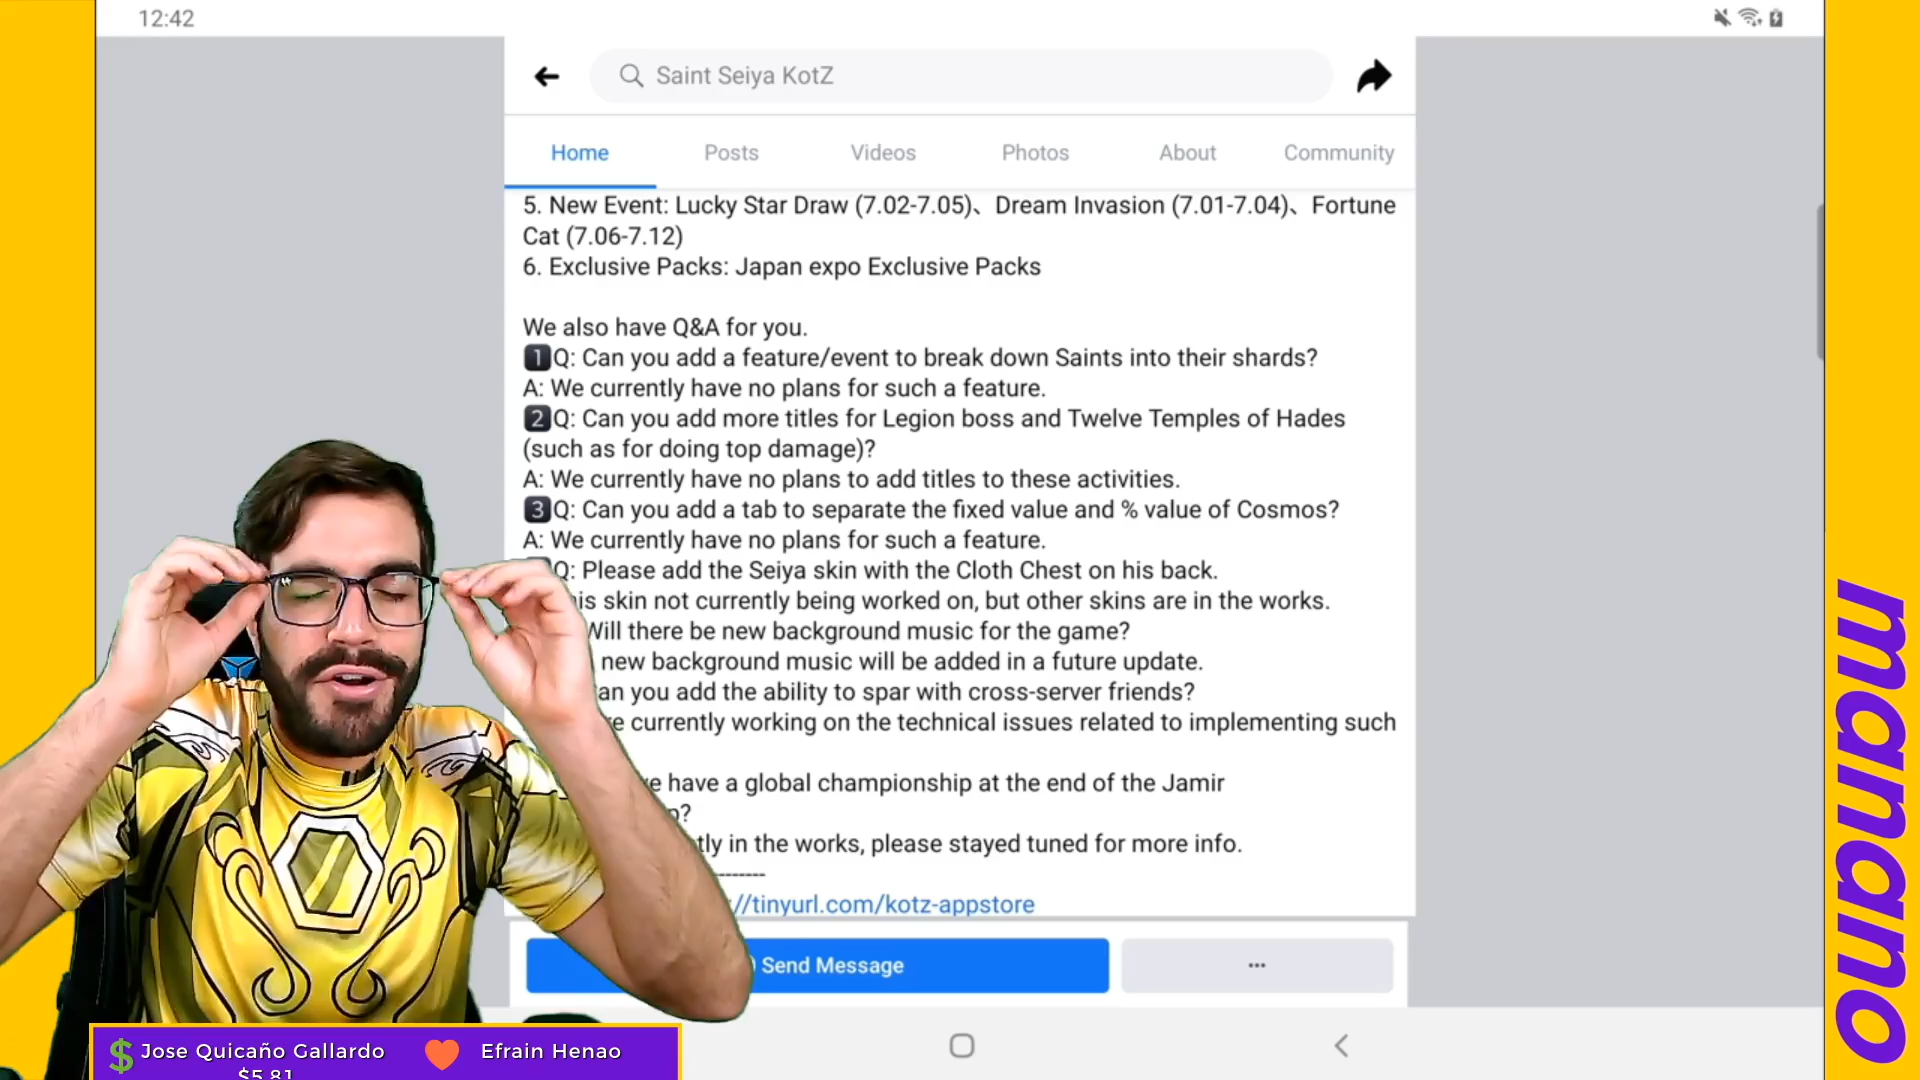 12:42
Saint Seiya KotZ
Home Posts Videos Photos About Community
5. New Event: Lucky Star Draw (7.02-7.05)、Dream Invasion (7.01-7.04)、Fortune
Cat (7.06-7.12)
6. Exclusive Packs: Japan expo Exclusive Packs
We also have Q&A for you.
1 Q: Can you add a feature/event to break down Saints into their shards?
A: We currently have no plans for such a feature.
2 Q: Can you add more titles for Legion boss and Twelve Temples of Hades
(such as for doing top damage)?
A: We currently have no plans to add titles to these activities.
3 Q: Can you add a tab to separate the fixed value and % value of Cosmos?
A: We currently have no plans for such a feature.
Q: Please add the Seiya skin with the Cloth Chest on his back.
is skin not currently being worked on, but other skins are in the works.
Will there be new background music for the game?
new background music will be added in a future update.
an you add the ability to spar with cross-server friends?
e currently working on the technical issues related to implementing such
e have a global championship at the end of the Jamir
p?
tly in the works, please stayed tuned for more info.
--------
://tinyurl.com/kotz-appstore
Send Message
...
manano
$ Jose Quicaño Gallardo Efrain Henao
$5.81